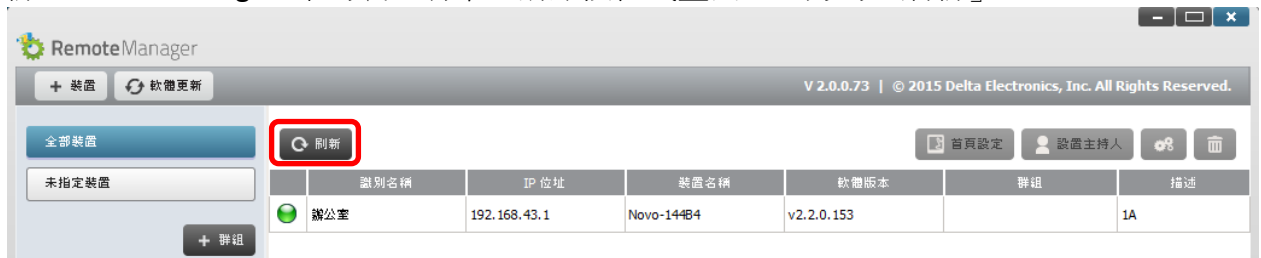 RemoteManager
+ 裝置 軟體更新 V 2.0.0.73 | © 2015 Delta Electronics, Inc. All Rights Reserved.
全部裝置 刷新 首頁設定 設置主持人
未指定裝置 識別名稱 IP 位址 裝置名稱 軟體版本 群組 描述
辦公室 192.168.43.1 Novo-144B4 v2.2.0.153 1A
+ 群組